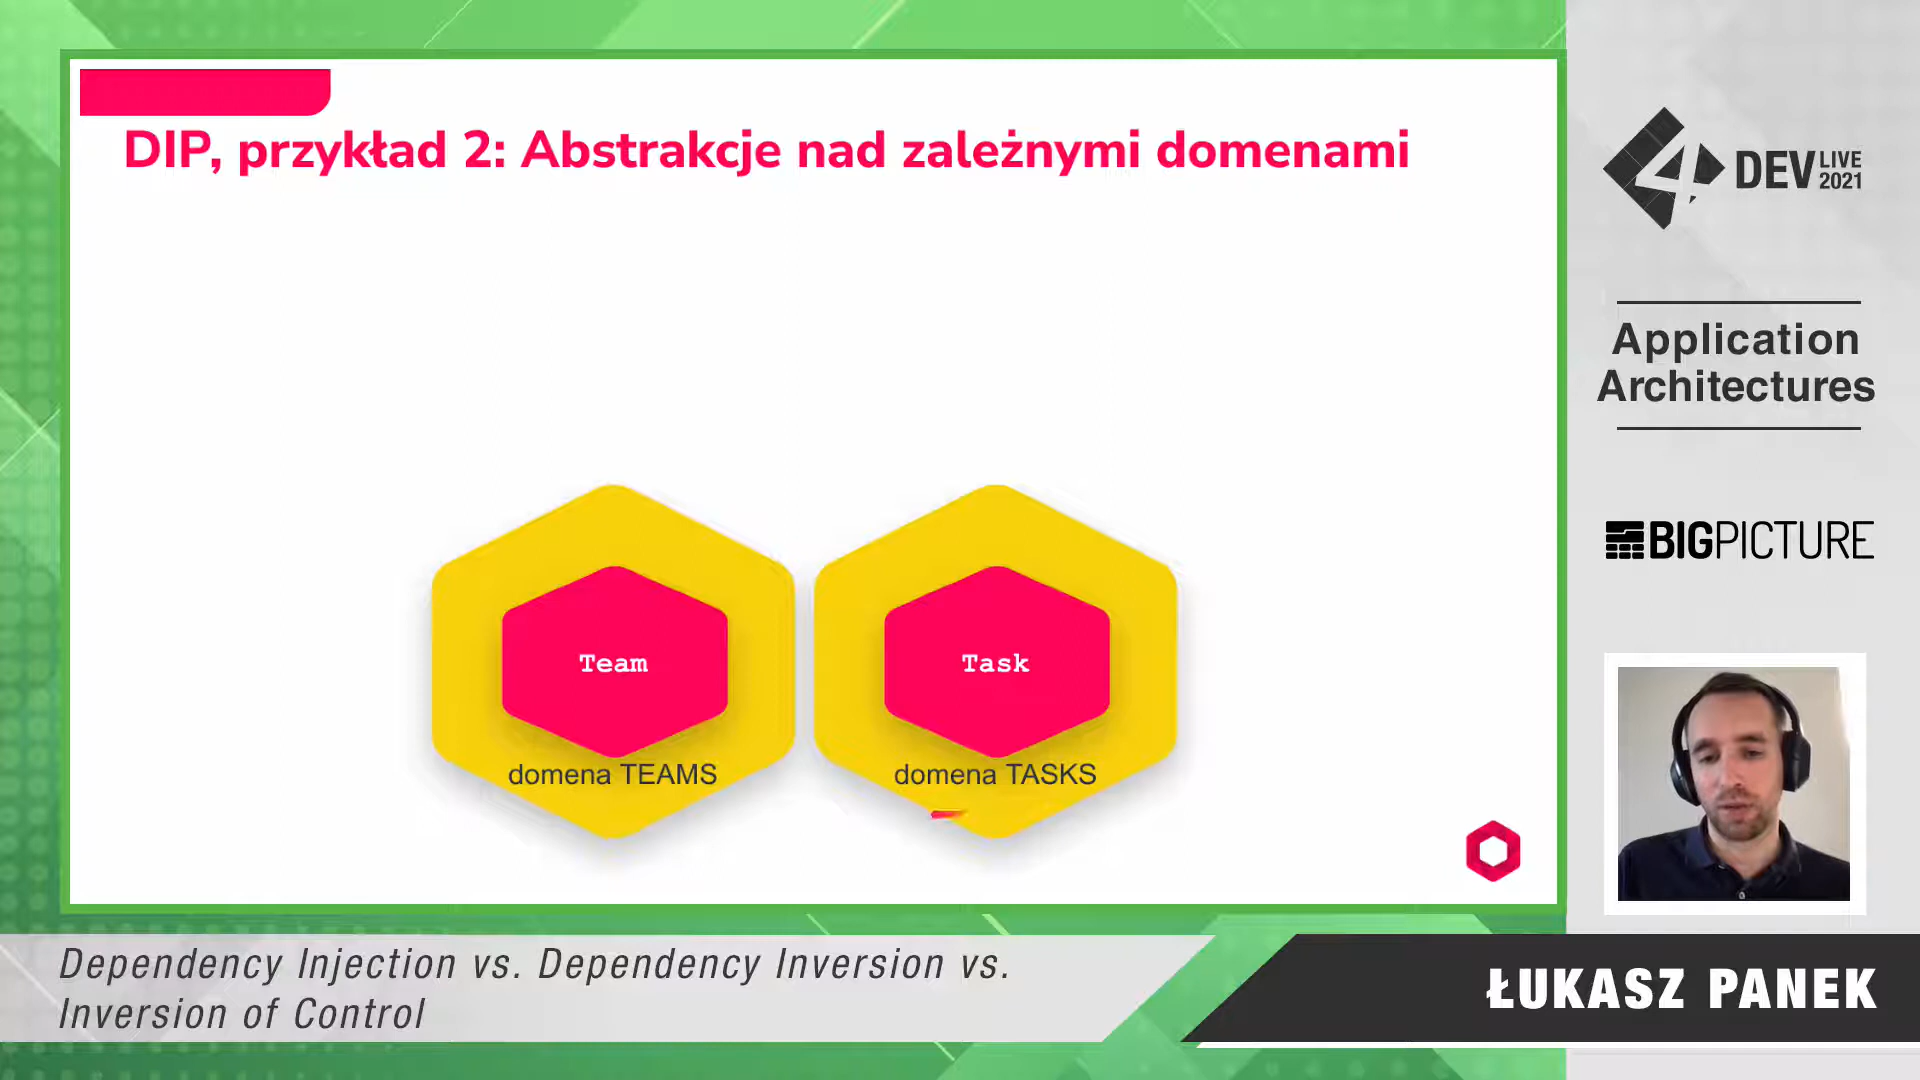 DIP, przykład 2: Abstrakcje nad zależnymi domenami
Team
Task
domena TEAMS
domena TASKS
4 DEV LIVE 2021
Application
Architectures
BIGPICTURE
Dependency Injection vs. Dependency Inversion vs.
Inversion of Control
ŁUKASZ PANEK